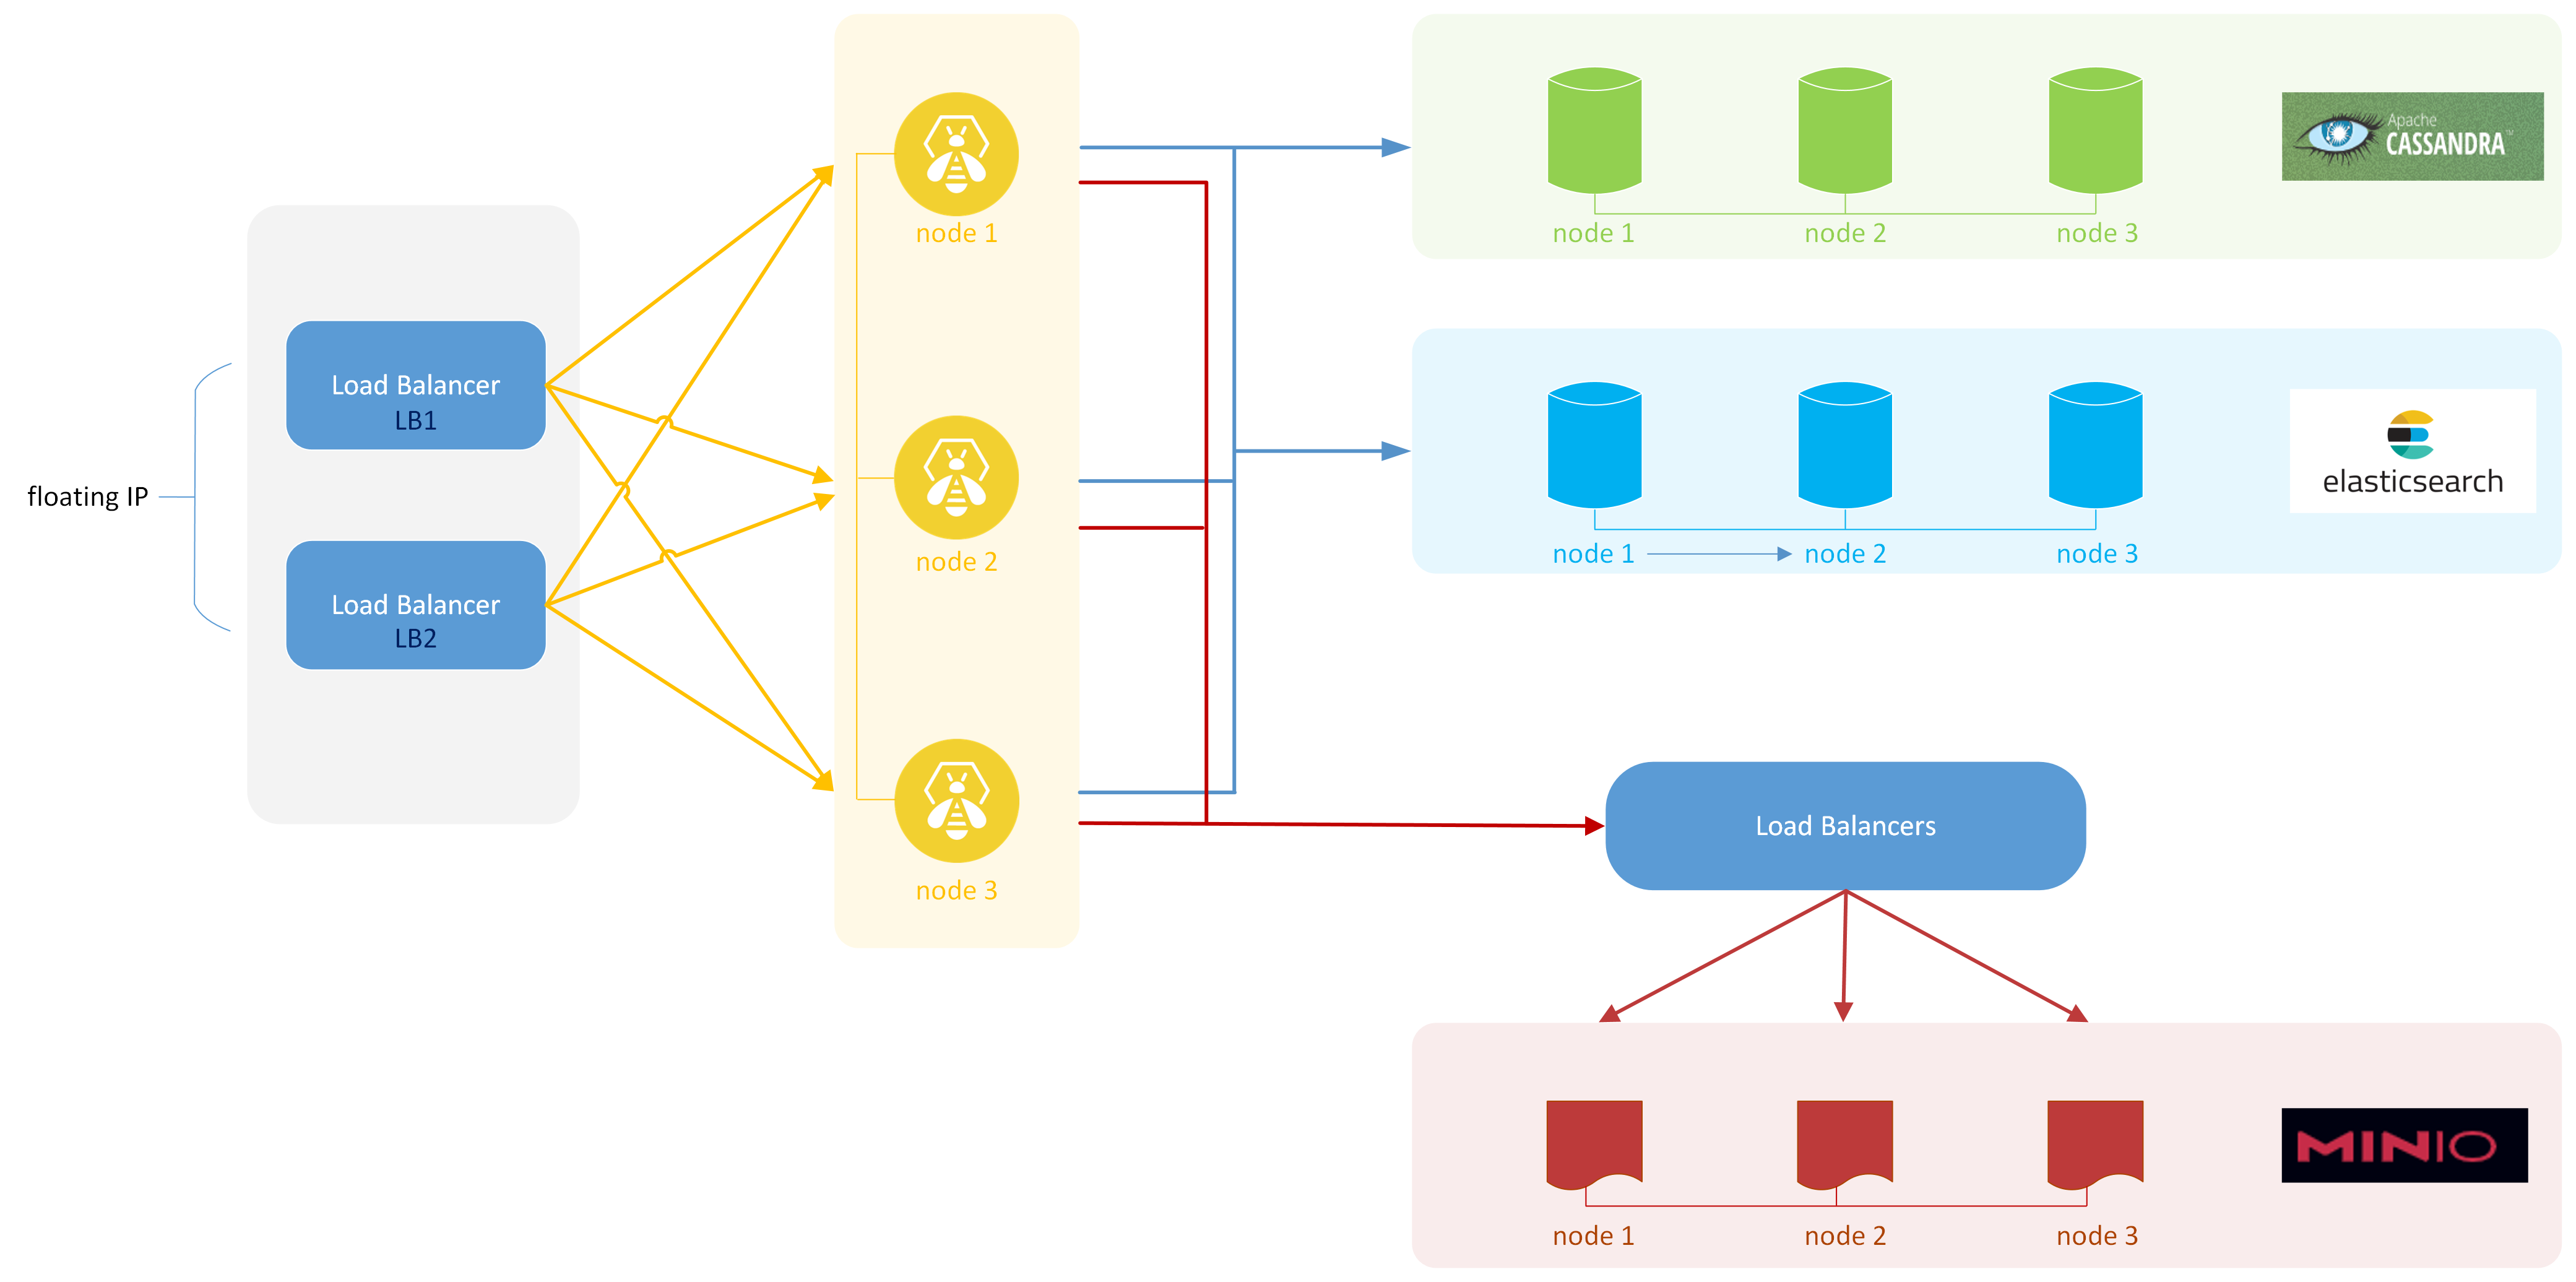 floating IP
Load Balancer
LB1
Load Balancer
LB2
node 1
node 2
node 3
node 1
node 2
node 3
Apache
CASSANDRA™
node 1
node 2
node 3
elasticsearch
Load Balancers
node 1
node 2
node 3
MINIO